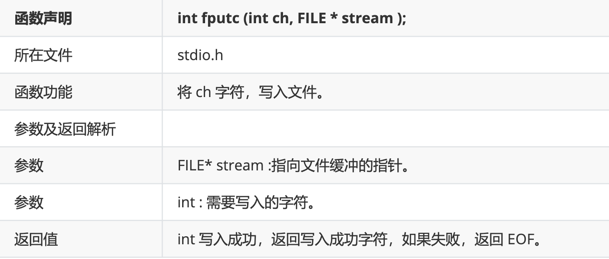 函数声明 int fputc (int ch, FILE * stream );
所在文件 stdio.h
函数功能 将 ch 字符，写入文件。
参数及返回解析
参数 FILE* stream :指向文件缓冲的指针。
参数 int : 需要写入的字符。
返回值 int 写入成功，返回写入成功字符，如果失败，返回 EOF。